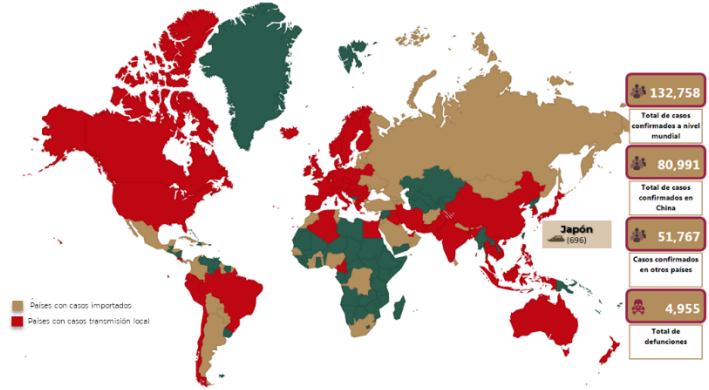 132,758
Total de casos
confirmados a nivel
mundial
80,991
Total de casos
confirmados en
China
Japón
(696)
51,767
Casos confirmados
en otros países
4,955
Total de
defunciones
Países con casos importados
Países con casos transmisión local